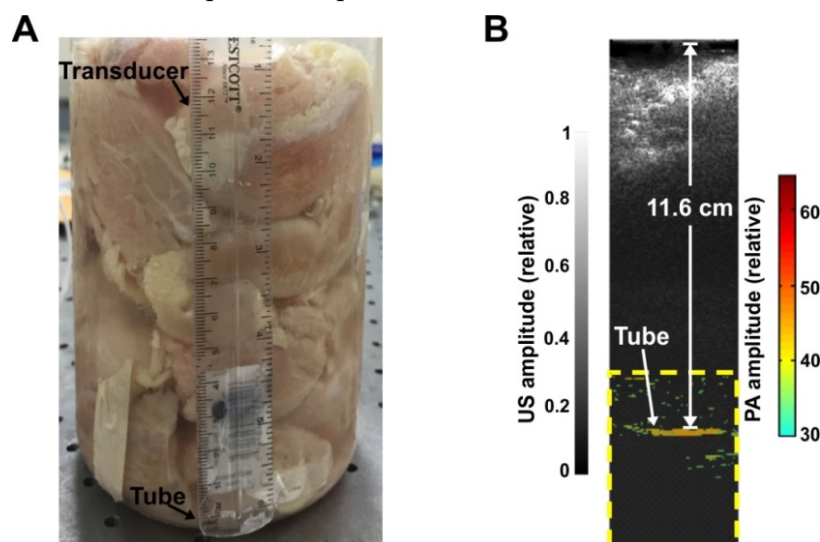 A
B
Transducer
ESTCOTT®
Tube
US amplitude (relative)
1
0.8
0.6
0.4
0.2
0
11.6 cm
Tube
PA amplitude (relative)
60
50
40
30